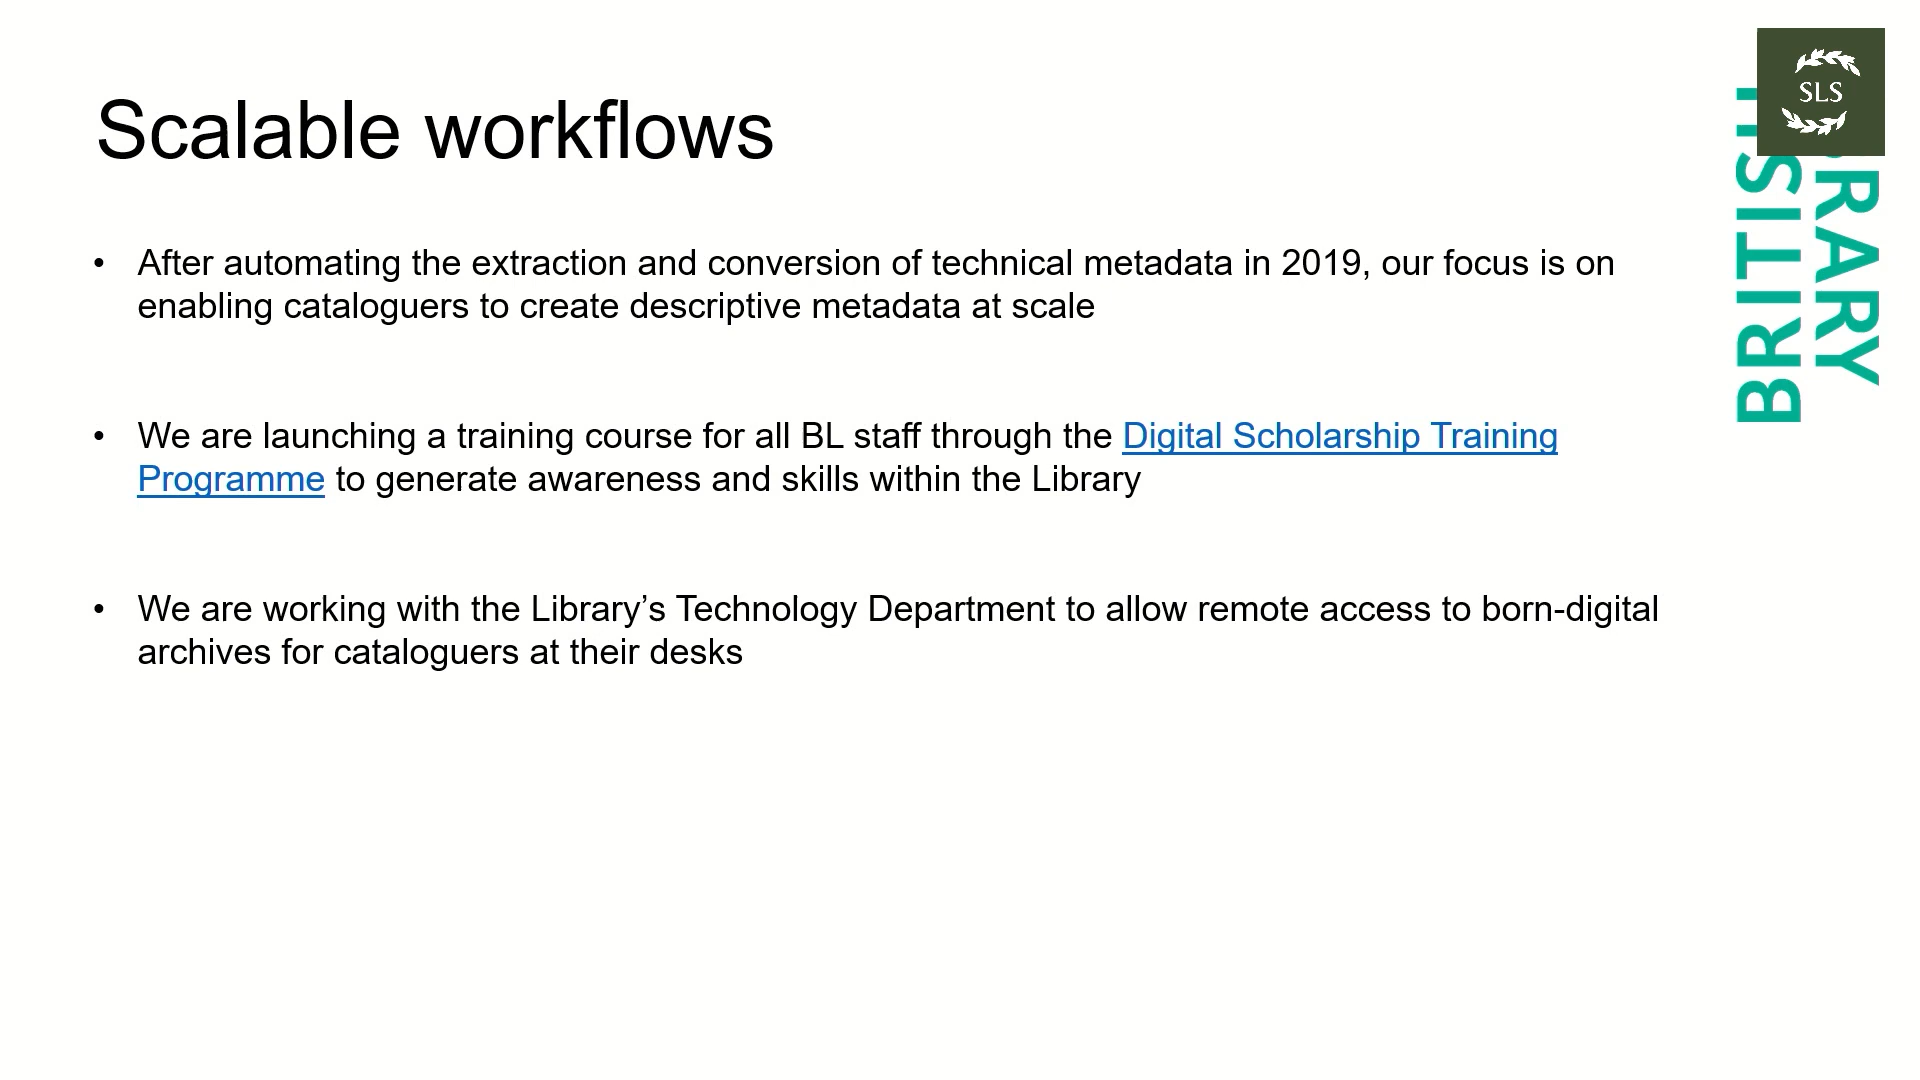 Scalable workflows
SLS
BRITISH
• After automating the extraction and conversion of technical metadata in 2019, our focus is on
enabling cataloguers to create descriptive metadata at scale
• We are launching a training course for all BL staff through the Digital Scholarship Training
Programme to generate awareness and skills within the Library
• We are working with the Library’s Technology Department to allow remote access to born-digital
archives for cataloguers at their desks